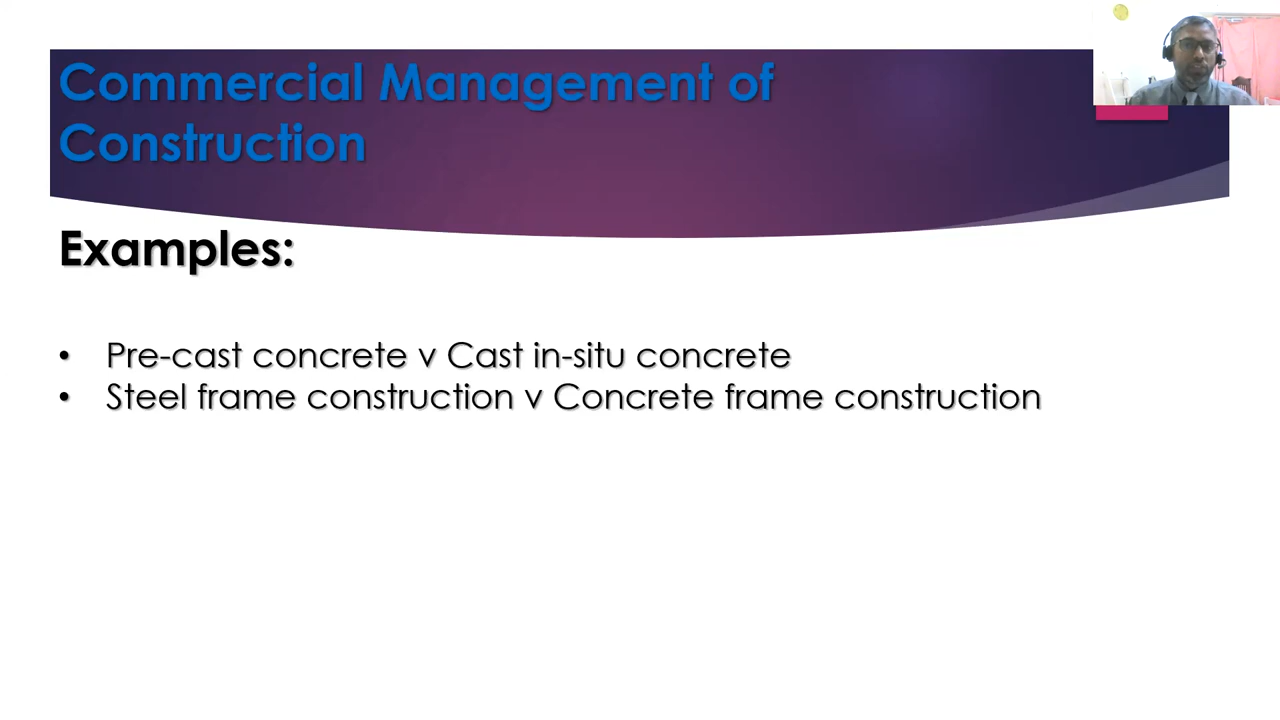 Commercial Management of
Construction
Examples:
• Pre-cast concrete v Cast in-situ concrete
• Steel frame construction v Concrete frame construction